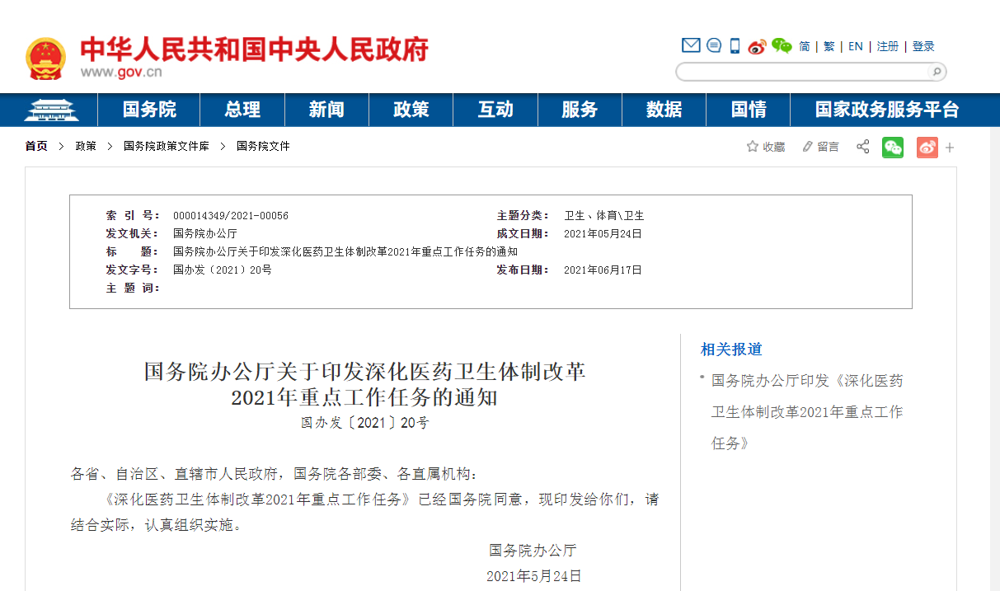 中华人民共和国中央人民政府
www.gov.cn
简 | 繁 | EN | 注册 | 登录
国务院 总理 新闻 政策 互动 服务 数据 国情 国家政务服务平台
首页 > 政策 > 国务院政策文件库 > 国务院文件
收藏 留言
索 引 号： 000014349/2021-00056 主题分类： 卫生、体育\卫生
发文机关： 国务院办公厅 成文日期： 2021年05月24日
标 题： 国务院办公厅关于印发深化医药卫生体制改革2021年重点工作任务的通知
发文字号： 国办发〔2021〕20号 发布日期： 2021年06月17日
主 题 词：
国务院办公厅关于印发深化医药卫生体制改革
2021年重点工作任务的通知
国办发〔2021〕20号
各省、自治区、直辖市人民政府，国务院各部委、各直属机构：
《深化医药卫生体制改革2021年重点工作任务》已经国务院同意，现印发给你们，请
结合实际，认真组织实施。
国务院办公厅
2021年5月24日
相关报道
国务院办公厅印发《深化医药
卫生体制改革2021年重点工作
任务》